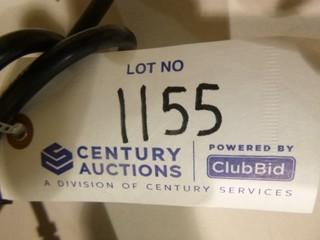 LOT NO
1155
CENTURY AUCTIONS
POWERED BY ClubBid
A DIVISION OF CENTURY SERVICES